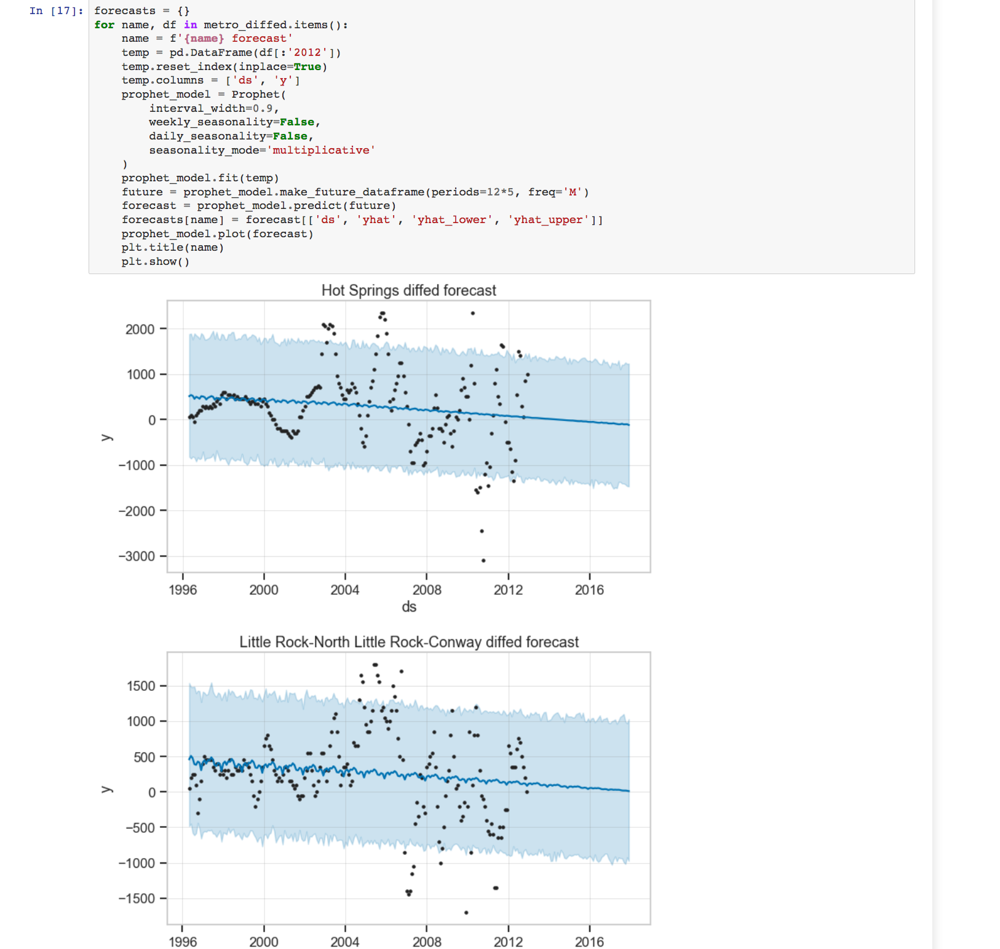 In [17]: forecasts = {}
for name, df in metro_diffed.items():
    name = f'{name} forecast'
    temp = pd.DataFrame(df[:'2012'])
    temp.reset_index(inplace=True)
    temp.columns = ['ds', 'y']
    prophet_model = Prophet(
        interval_width=0.9,
        weekly_seasonality=False,
        daily_seasonality=False,
        seasonality_mode='multiplicative'
    )
    prophet_model.fit(temp)
    future = prophet_model.make_future_dataframe(periods=12*5, freq='M')
    forecast = prophet_model.predict(future)
    forecasts[name] = forecast[['ds', 'yhat', 'yhat_lower', 'yhat_upper']]
    prophet_model.plot(forecast)
    plt.title(name)
    plt.show()
Hot Springs diffed forecast
2000
1000
0
y
−1000
−2000
−3000
1996 2000 2004 2008 2012 2016
ds
Little Rock-North Little Rock-Conway diffed forecast
1500
1000
500
0
y
−500
−1000
−1500
1996 2000 2004 2008 2012 2016